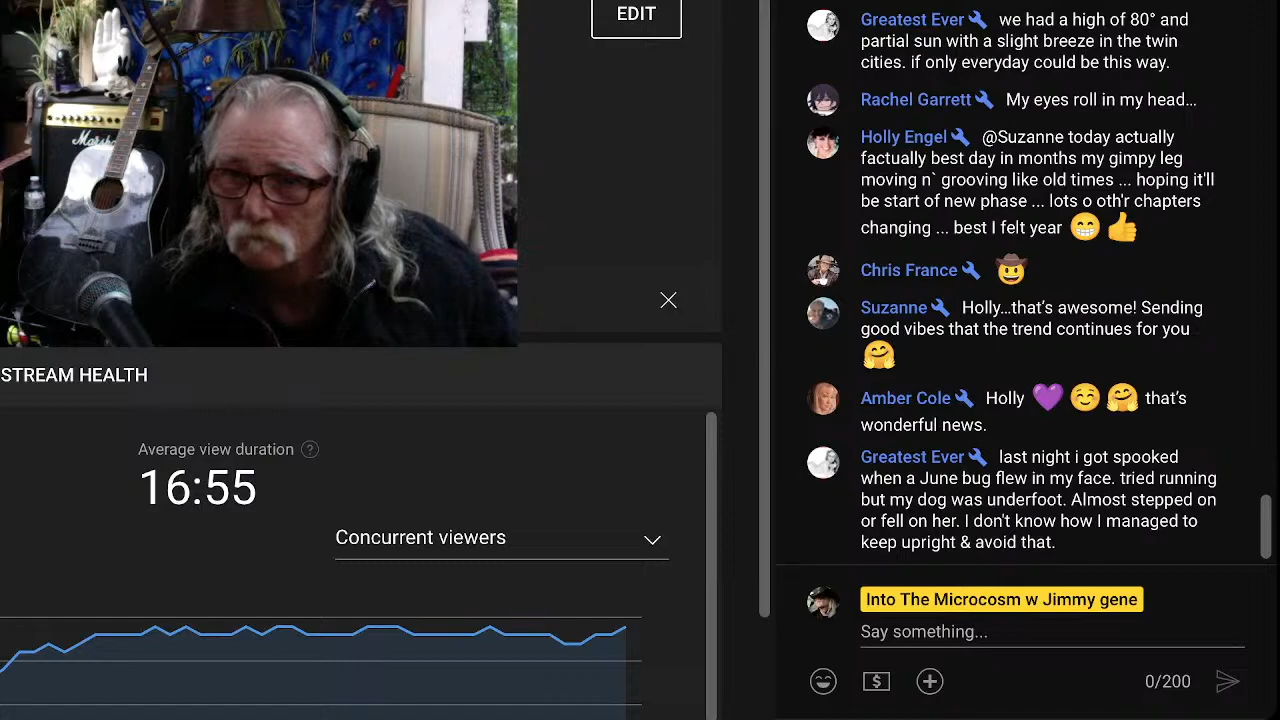 EDIT
Marshall
STREAM HEALTH
Average view duration ?
16:55
Concurrent viewers
Greatest Ever we had a high of 80° and
partial sun with a slight breeze in the twin
cities. if only everyday could be this way.
Rachel Garrett My eyes roll in my head…
Holly Engel @Suzanne today actually
factually best day in months my gimpy leg
moving n` grooving like old times ... hoping it'll
be start of new phase ... lots o oth'r chapters
changing ... best I felt year 😁👍
Chris France 🤠
Suzanne Holly…that’s awesome! Sending
good vibes that the trend continues for you
🤗
Amber Cole Holly 💜☺️🤗 that’s
wonderful news.
Greatest Ever last night i got spooked
when a June bug flew in my face. tried running
but my dog was underfoot. Almost stepped on
or fell on her. I don't know how I managed to
keep upright & avoid that.
Into The Microcosm w Jimmy gene
Say something...
0/200